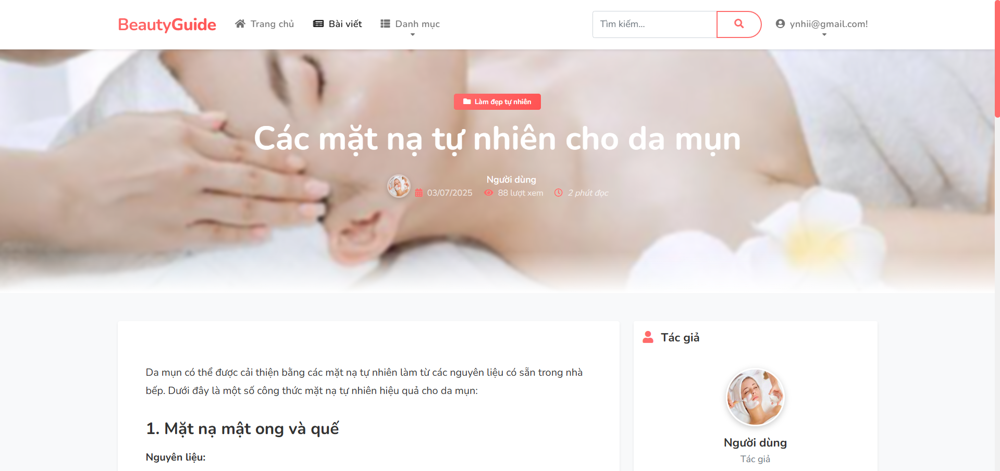 BeautyGuide
Trang chủ
Bài viết
Danh mục
Tìm kiếm...
ynhii@gmail.com!
Làm đẹp tự nhiên
Các mặt nạ tự nhiên cho da mụn
Người dùng
03/07/2025 88 lượt xem 2 phút đọc
Da mụn có thể được cải thiện bằng các mặt nạ tự nhiên làm từ các nguyên liệu có sẵn trong nhà
bếp. Dưới đây là một số công thức mặt nạ tự nhiên hiệu quả cho da mụn:
1. Mặt nạ mật ong và quế
Nguyên liệu:
Tác giả
Người dùng
Tác giả